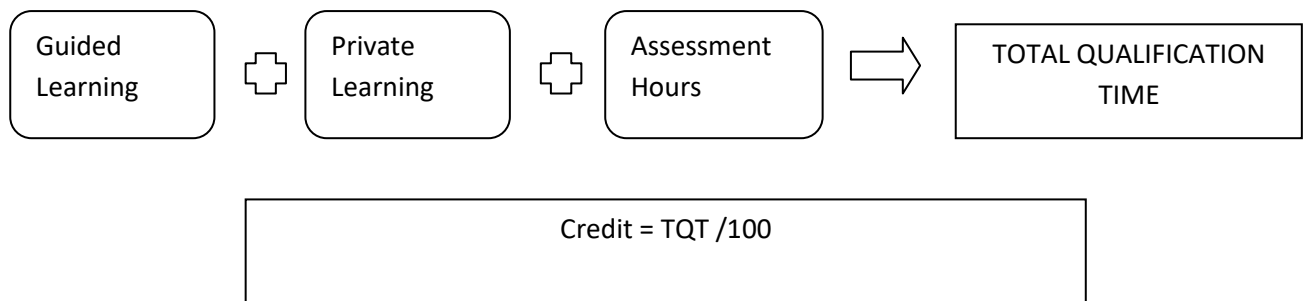 Guided
Learning
Private
Learning
Assessment
Hours
TOTAL QUALIFICATION
TIME
Credit = TQT /100